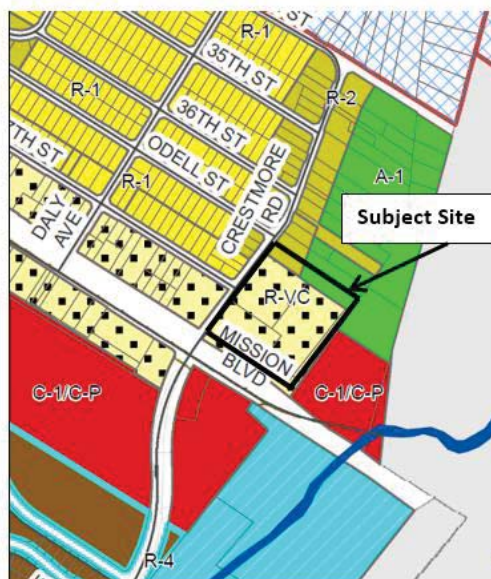 ST
R-1
35TH ST
R-1
36TH ST
R-2
ODELL ST
7TH ST
R-1
CRESTMORE
RD
A-1
DALY
AVE
Subject Site
R-VC
MISSION
BLVD
C-1/C-P
C-1/C-P
R-4